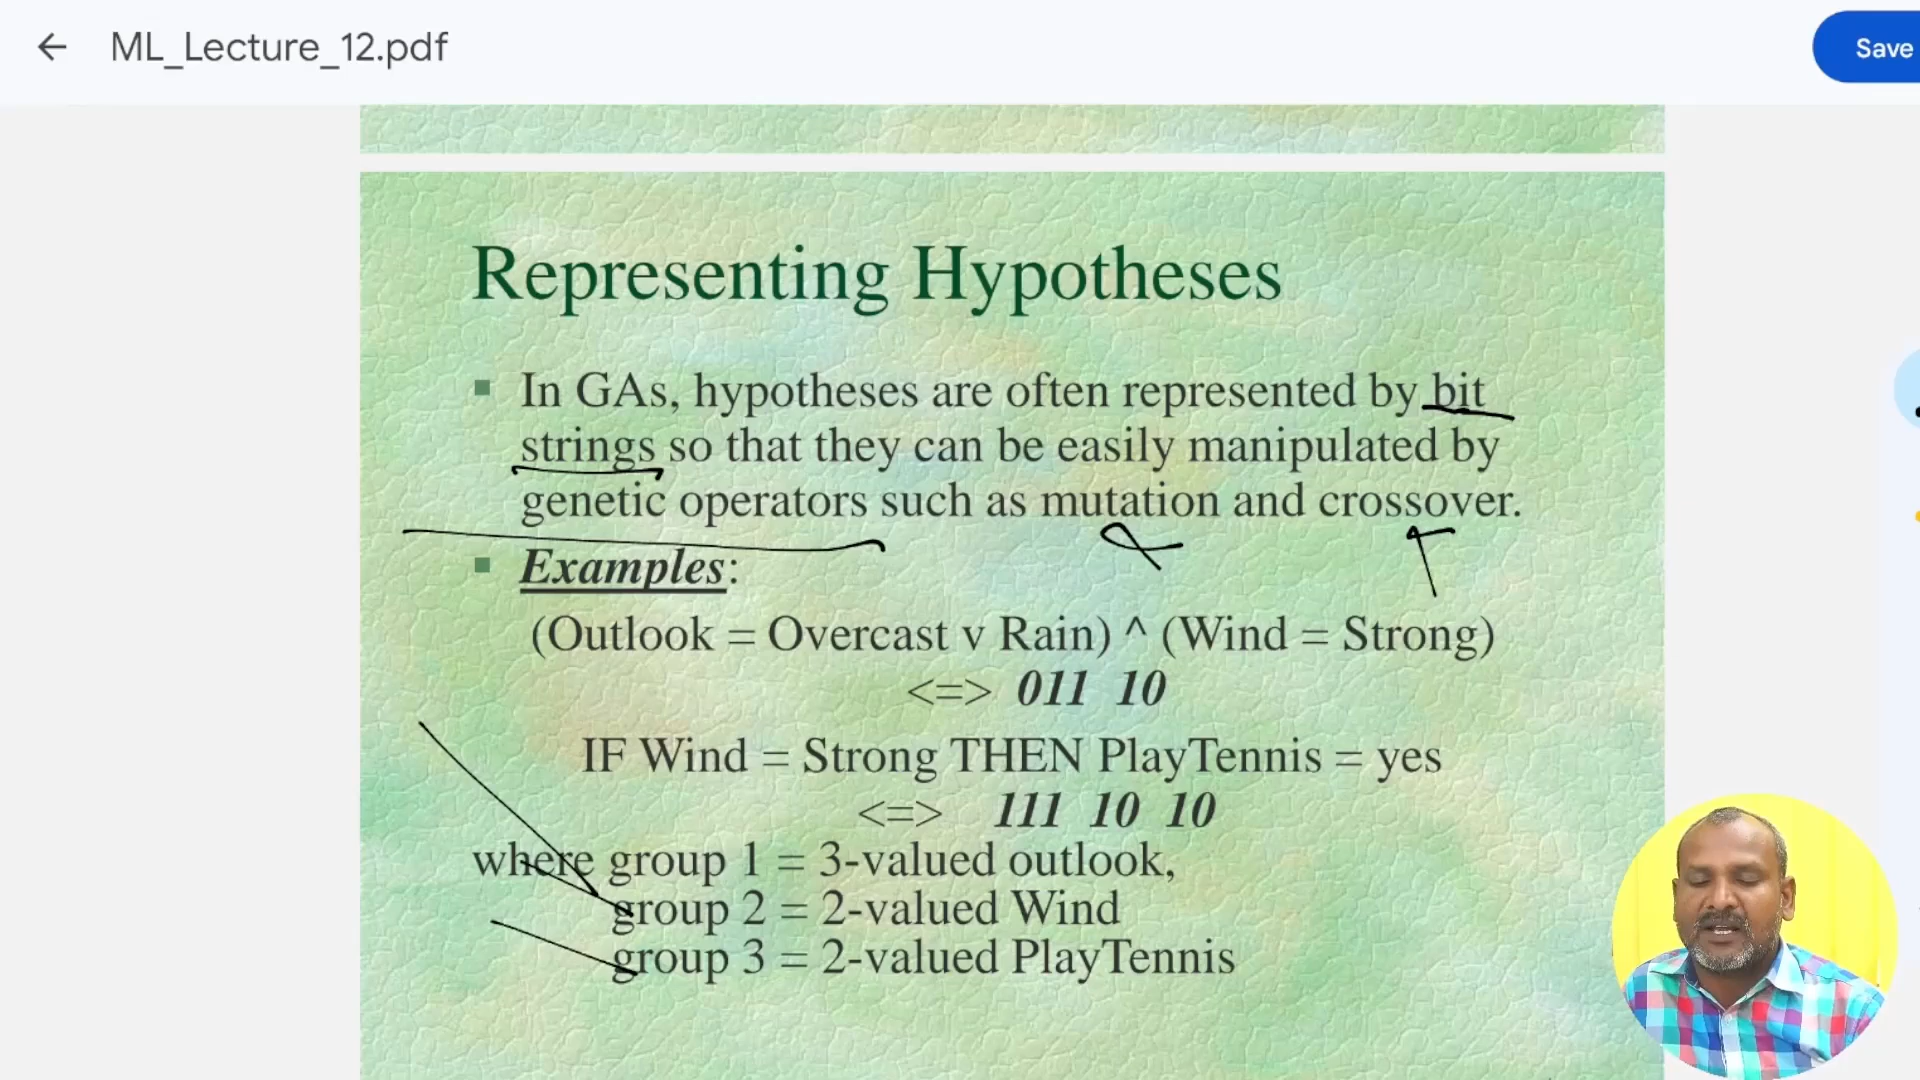 ML_Lecture_12.pdf
Save
Representing Hypotheses
In GAs, hypotheses are often represented by bit
strings so that they can be easily manipulated by
genetic operators such as mutation and crossover.
Examples:
(Outlook = Overcast v Rain) ^ (Wind = Strong)
<=> 011 10
IF Wind = Strong THEN PlayTennis = yes
<=> 111 10 10
where group 1 = 3-valued outlook,
group 2 = 2-valued Wind
group 3 = 2-valued PlayTennis